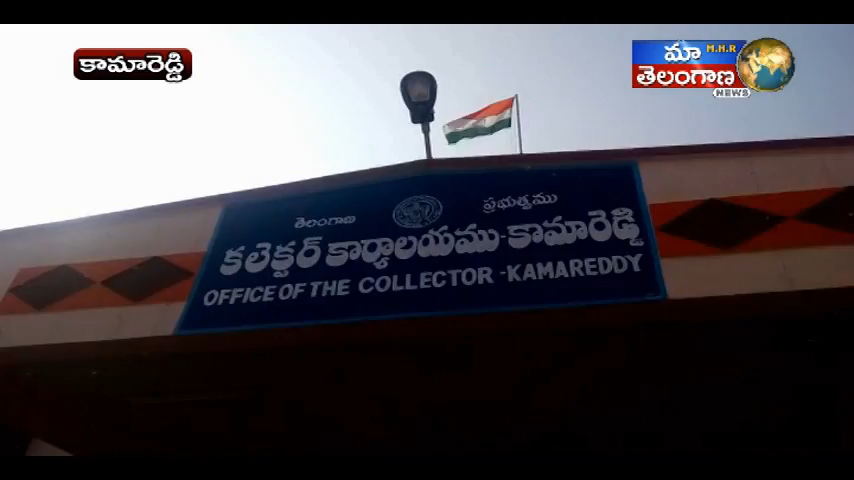 కామారెడ్డి
మా M.H.R
తెలంగాణ
NEWS
తెలంగాణ ప్రభుత్వము
కలెక్టర్ కార్యాలయము-కామారెడ్డి
OFFICE OF THE COLLECTOR -KAMAREDDY